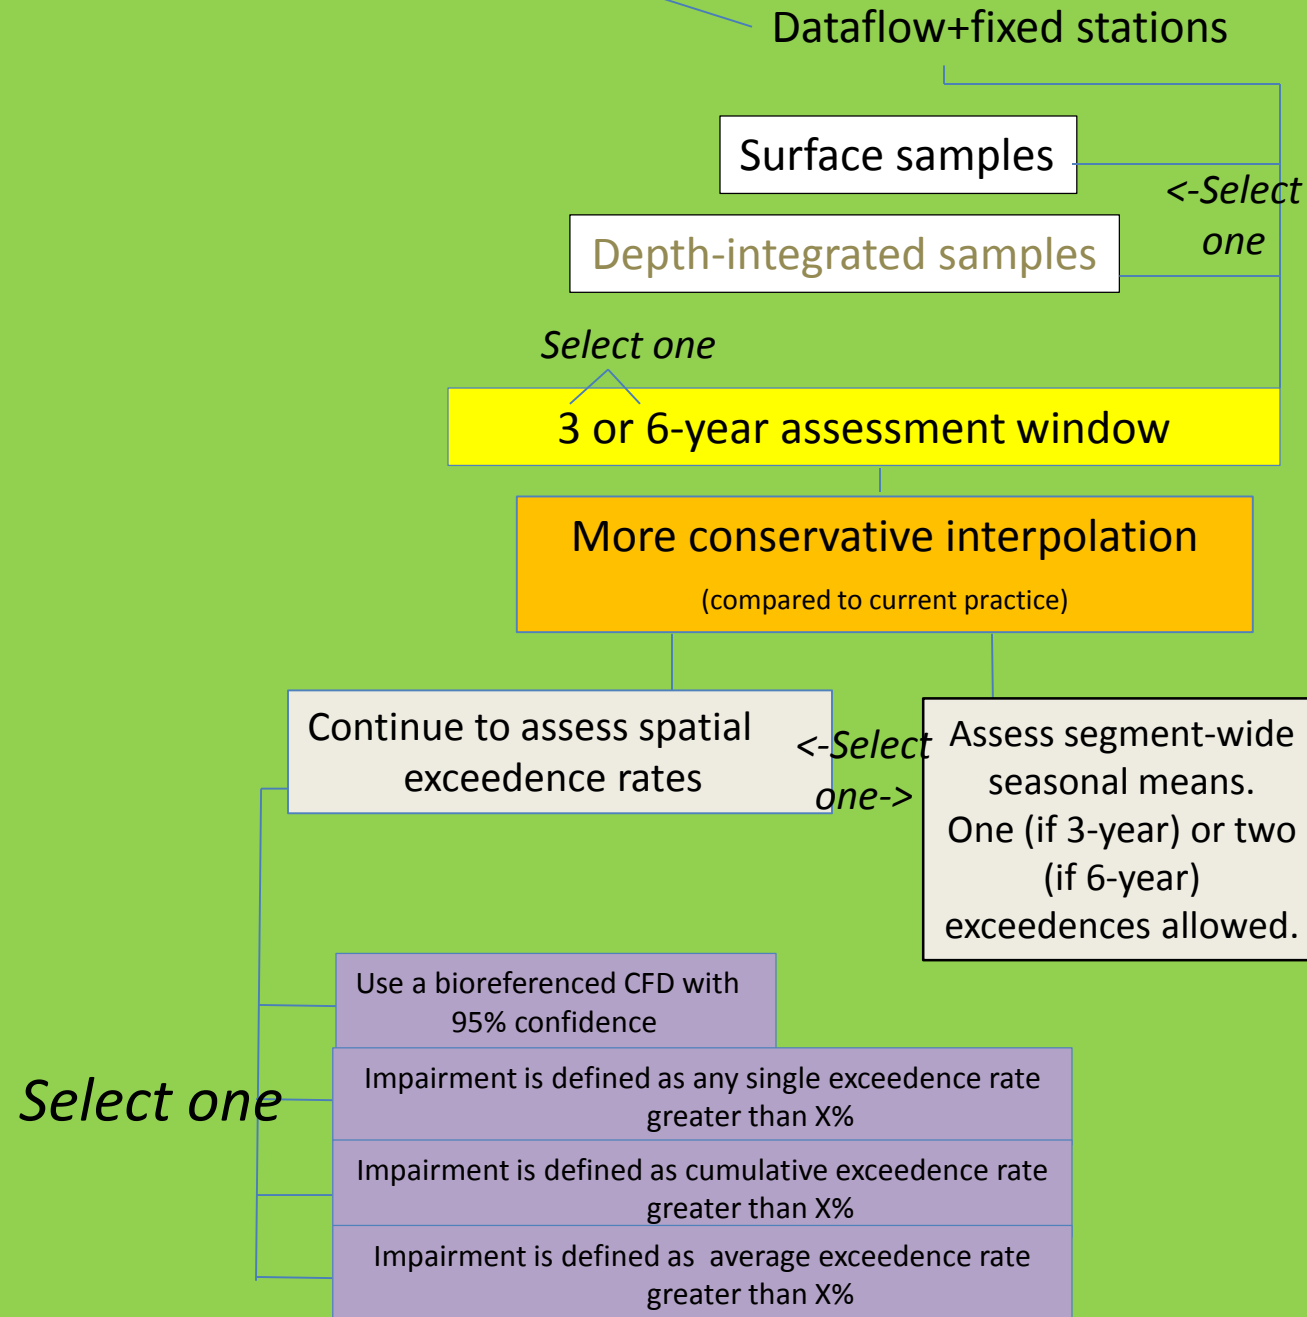 Dataflow+fixed stations
Surface samples
<-Select
one
Depth-integrated samples
Select one
3 or 6-year assessment window
More conservative interpolation
(compared to current practice)
Continue to assess spatial
exceedence rates
<-Select
one->
Assess segment-wide
seasonal means.
One (if 3-year) or two
(if 6-year)
exceedences allowed.
Use a bioreferenced CFD with
95% confidence
Select one
Impairment is defined as any single exceedence rate
greater than X%
Impairment is defined as cumulative exceedence rate
greater than X%
Impairment is defined as average exceedence rate
greater than X%